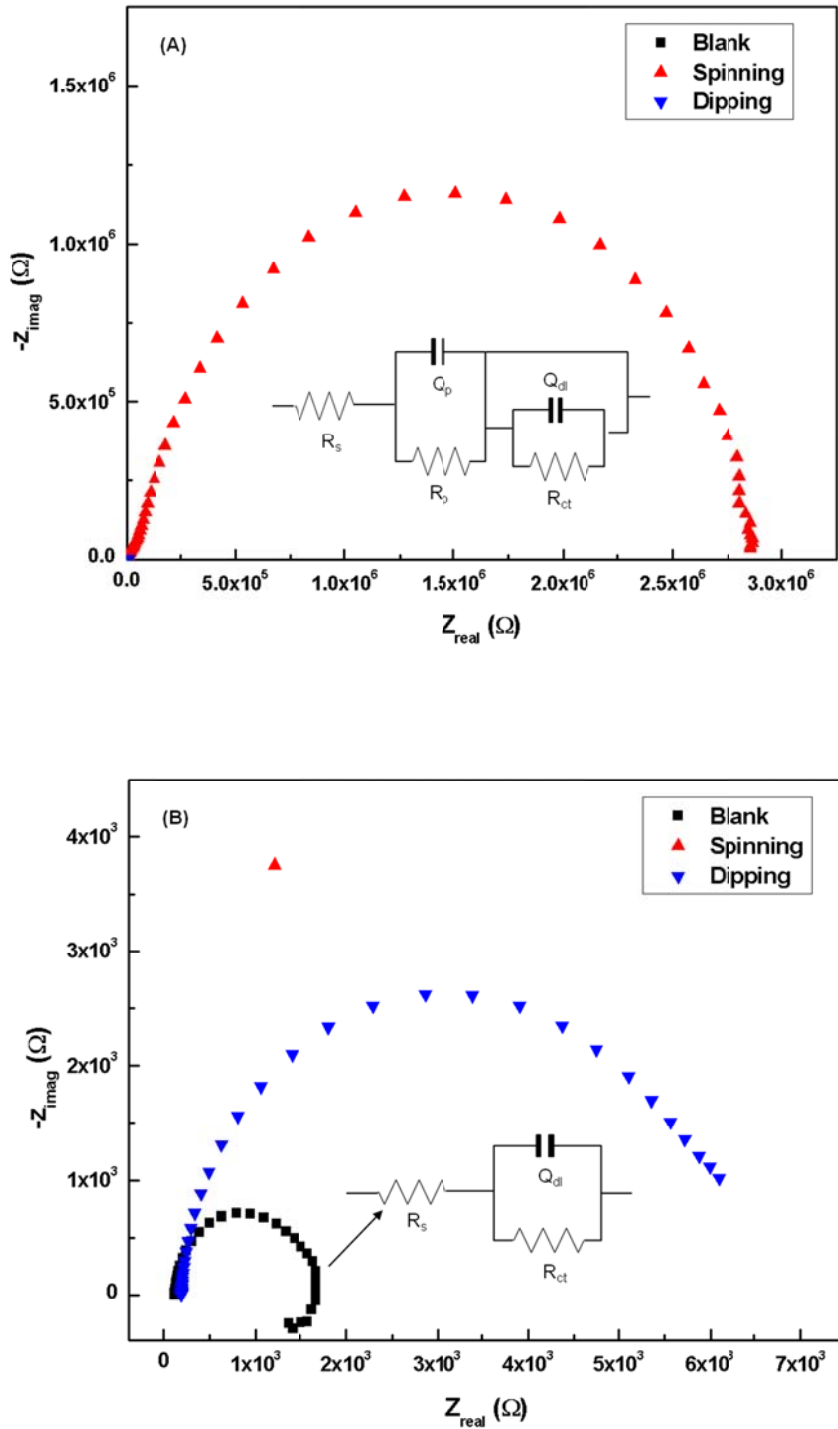 (A)
Blank
Spinning
Dipping
1.5x10⁶
1.0x10⁶
5.0x10⁵
0.0
-Z_imag (Ω)
Q_p
Q_dl
R_s
R_p
R_ct
0.0 5.0x10⁵ 1.0x10⁶ 1.5x10⁶ 2.0x10⁶ 2.5x10⁶ 3.0x10⁶
Z_real (Ω)
(B)
Blank
Spinning
Dipping
4x10³
3x10³
2x10³
1x10³
0
-Z_imag (Ω)
Q_dl
R_s
R_ct
0 1x10³ 2x10³ 3x10³ 4x10³ 5x10³ 6x10³ 7x10³
Z_real (Ω)